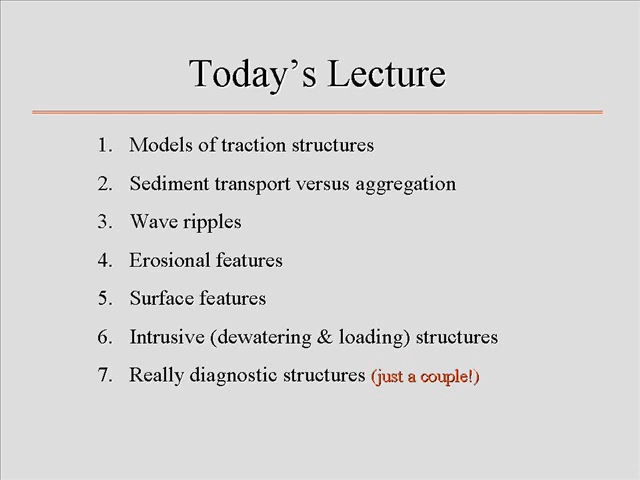 Today’s Lecture
1. Models of traction structures
2. Sediment transport versus aggregation
3. Wave ripples
4. Erosional features
5. Surface features
6. Intrusive (dewatering & loading) structures
7. Really diagnostic structures (just a couple!)